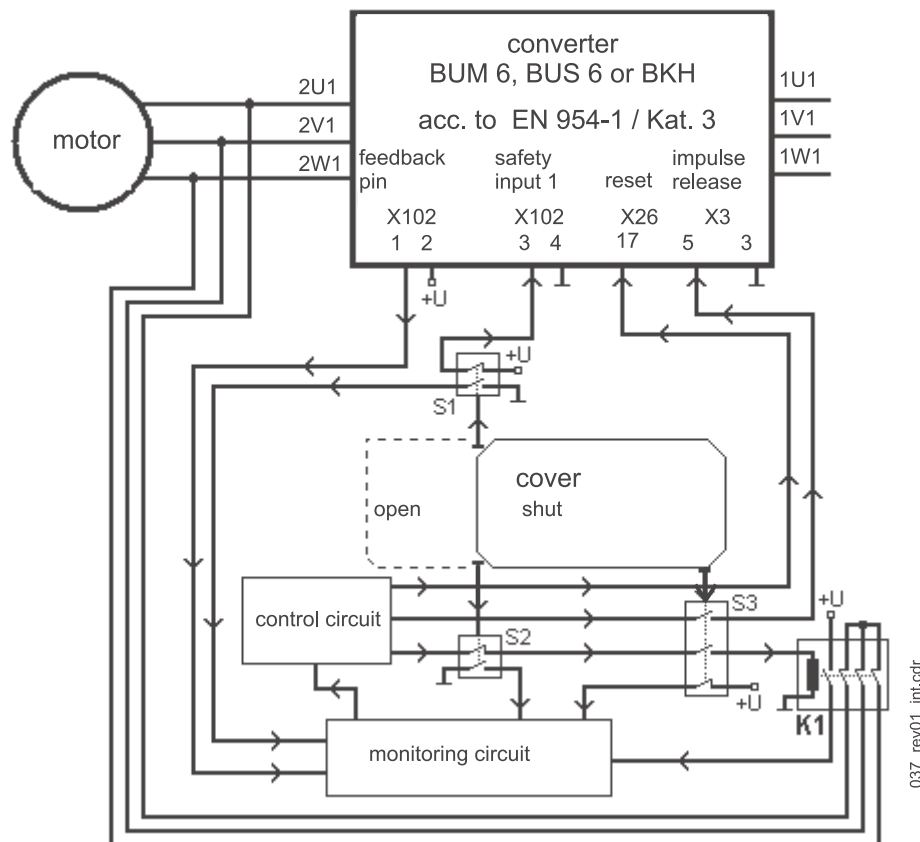 converter
BUM 6, BUS 6 or BKH
acc. to EN 954-1 / Kat. 3
motor
2U1
2V1
2W1
1U1
1V1
1W1
feedback
pin
safety
input 1
reset
impulse
release
X102
X102
X26
X3
1 2
3 4
17
5 3
+U
+U
S1
cover
shut
open
control circuit
S2
S3
+U
+U
K1
monitoring circuit
037_rev01_int.cdr